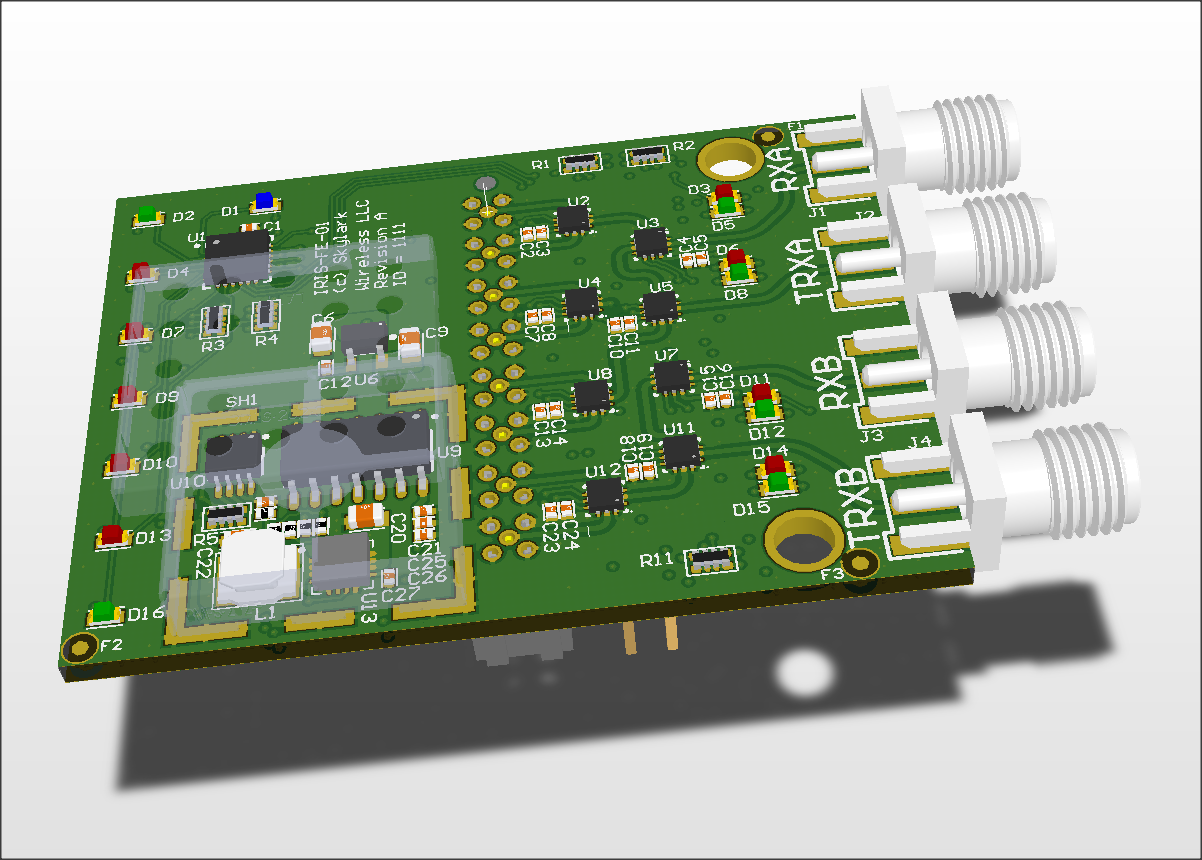 F1
RXA
J1
R1
R2
D3
D5
U2
C2
C3
U3
C4
C5
J2
TRXA
D6
D8
D2
D1
U1
C1
IRIS-FE-01
(c) Skylark
Wireless LLC
Revision A
ID = 1111
D4
D7
R3
R4
C6
C9
C12
U6
U4
C7
C8
U5
C10
C11
RXB
J3
U7
C15
C16
D11
D12
U8
C13
C14
D9
SH1
U9
D10
U10
R5
C22
L1
C20
C21
C25
C26
C27
U13
D13
D16
F2
U11
C18
C19
U12
C23
C24
D14
D15
J4
TRXB
R11
F3